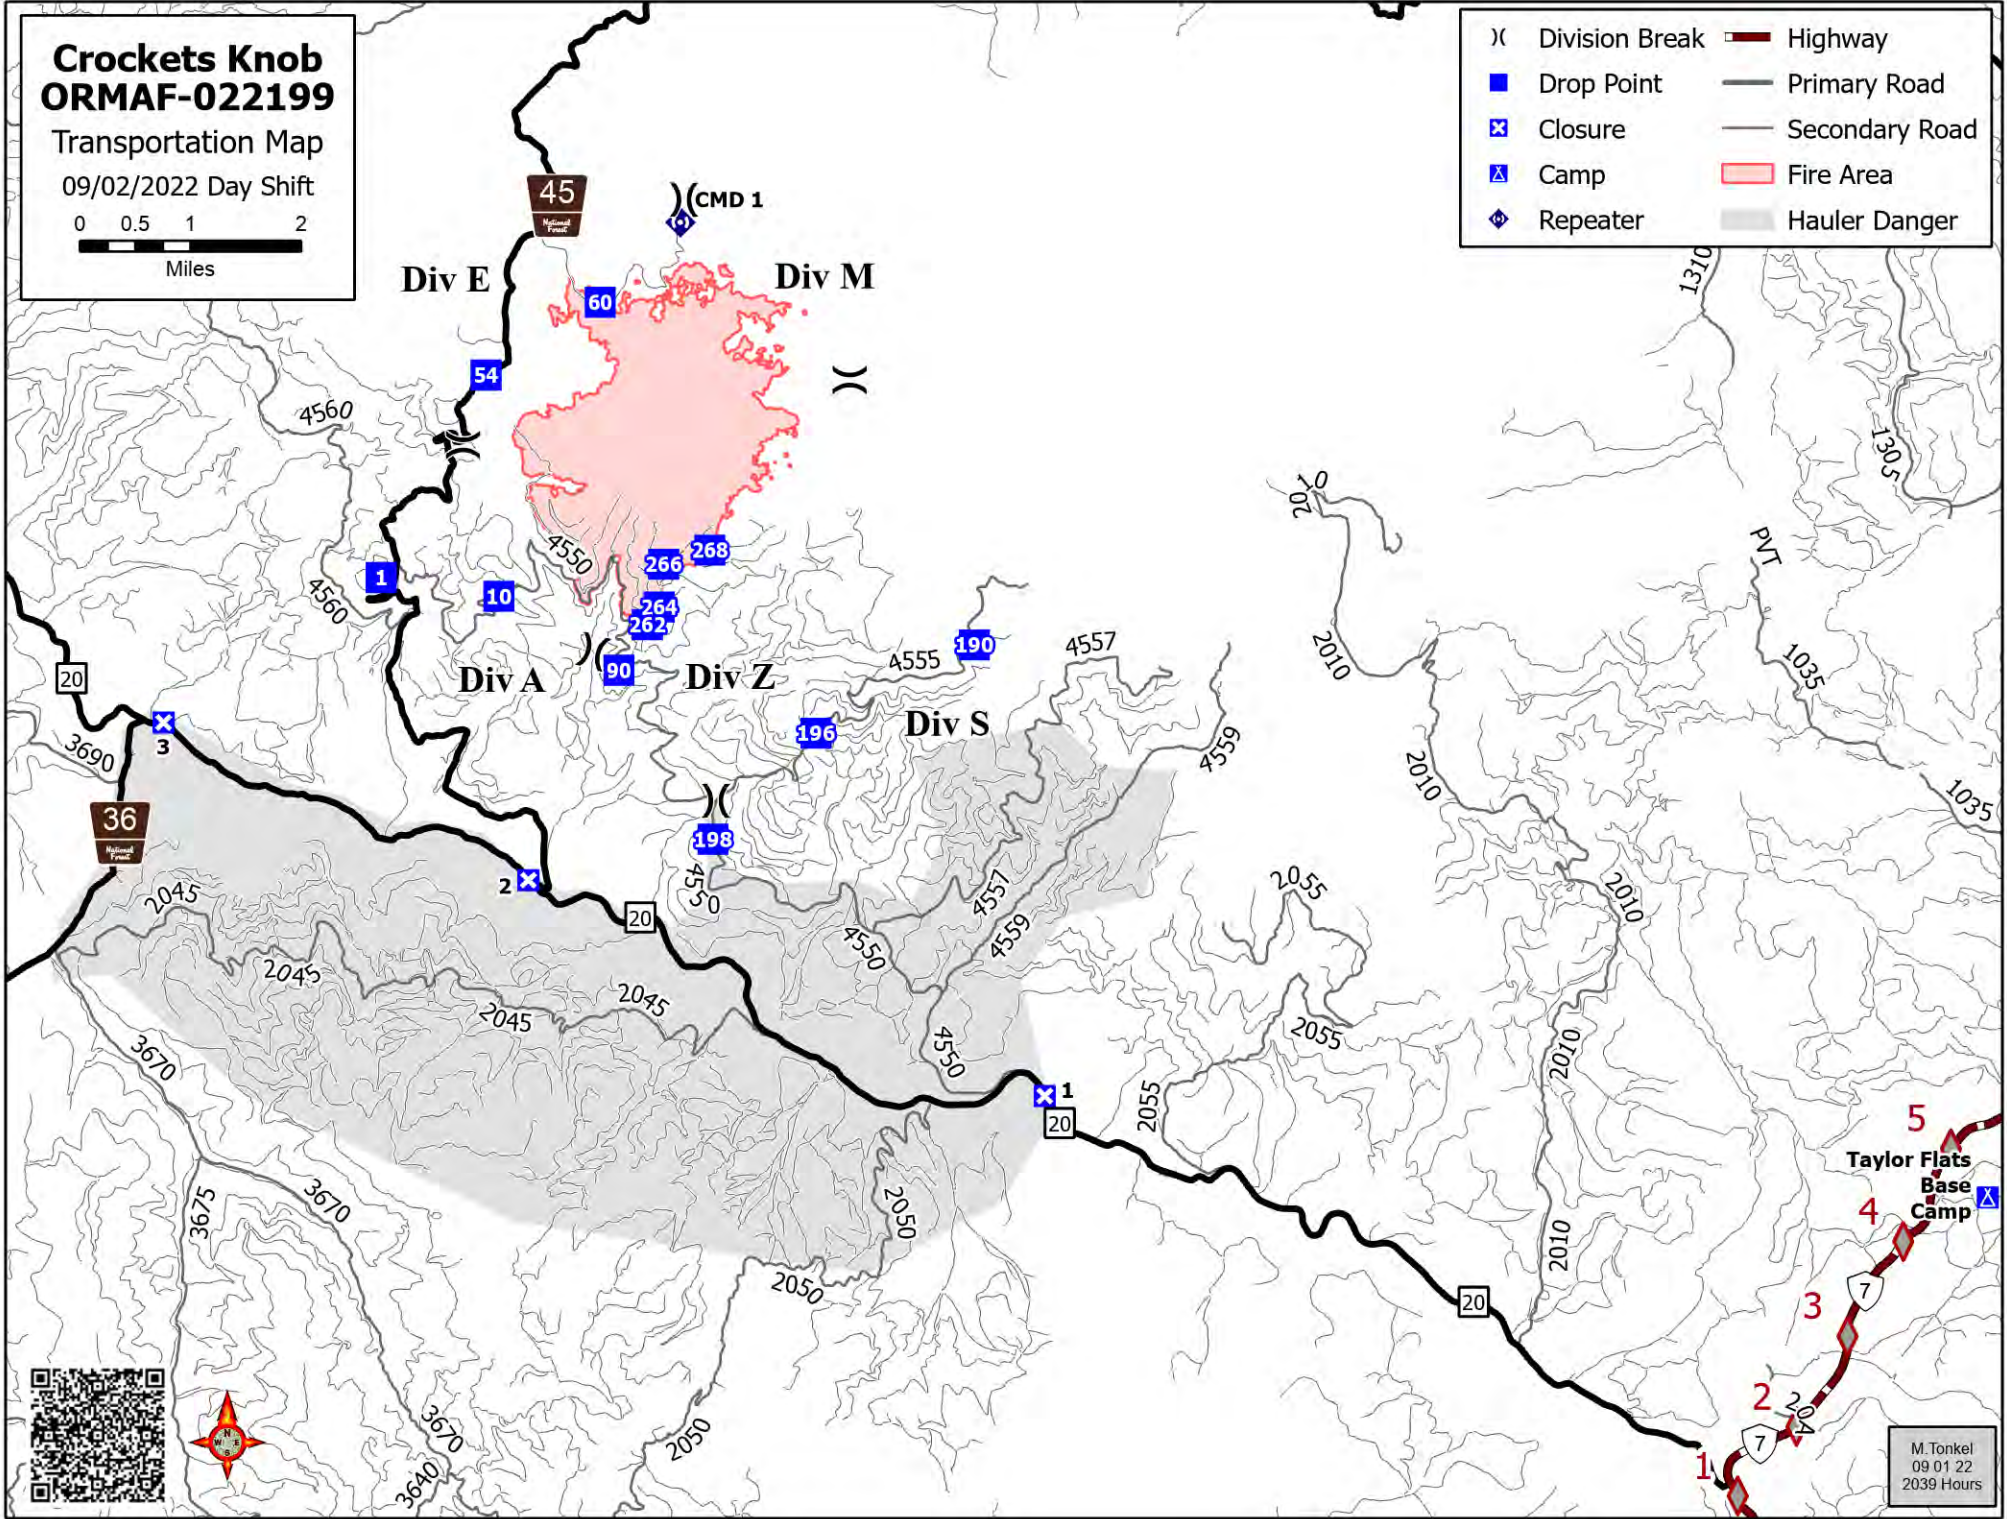 Crockets Knob
ORMAF-022199
Transportation Map
09/02/2022 Day Shift
0 0.5 1 2
Miles
Division Break
Drop Point
Closure
Camp
Repeater
Highway
Primary Road
Secondary Road
Fire Area
Hauler Danger
45
National
Forest
CMD 1
Div E
Div M
60
54
1310
1305
4560
4560
4550
2010
PVT
268
266
264
262
1
10
90
Div A
Div Z
Div S
190
4555
4557
196
4559
2010
2010
1035
1035
20
3
3690
36
National
Forest
198
4550
2
20
2045
2045
2045
2045
4550
4557
4559
4550
2055
2055
2055
2010
2010
2010
1
20
3670
3670
3675
3670
3640
2050
2050
2050
20
5
Taylor Flats
Base
Camp
4
7
3
2
20A
7
1
N
W E
S
M.Tonkel
09 01 22
2039 Hours